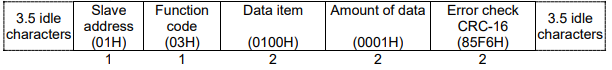 3.5 idle characters
Slave address (01H)
Function code (03H)
Data item (0100H)
Amount of data (0001H)
Error check CRC-16 (85F6H)
3.5 idle characters
1 1 2 2 2